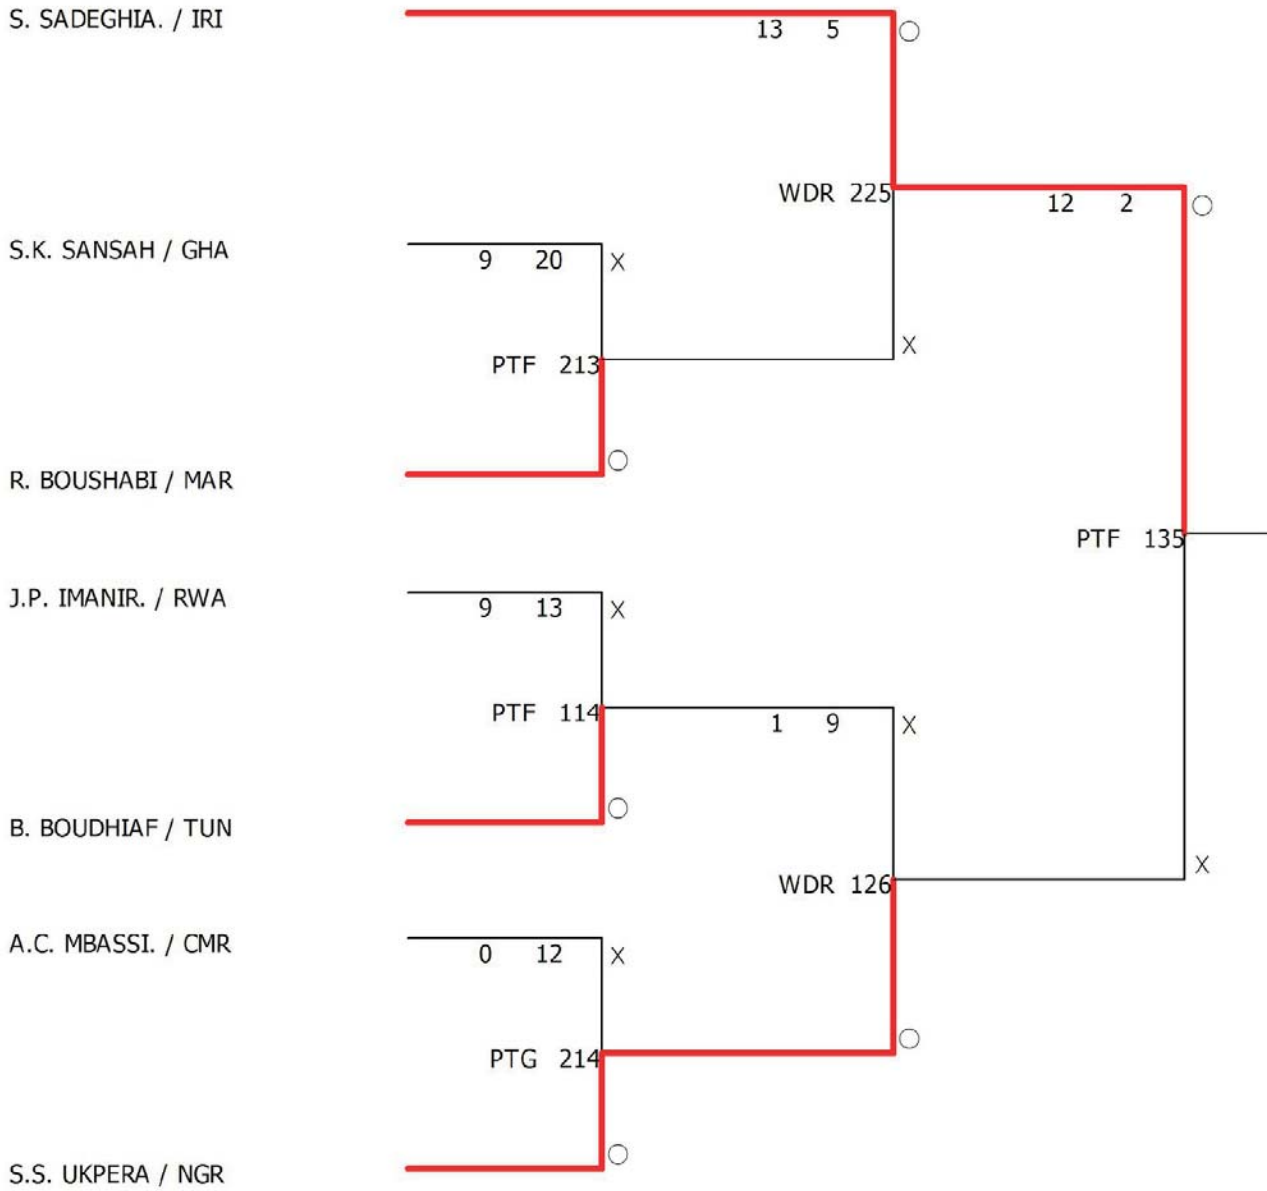 S. SADEGHIA. / IRI
13 5
WDR 225
12 2
S.K. SANSAH / GHA
9 20 X
X
PTF 213
R. BOUSHABI / MAR
PTF 135
J.P. IMANIR. / RWA
9 13 X
PTF 114
1 9 X
B. BOUDHIAF / TUN
X
WDR 126
A.C. MBASSI. / CMR
0 12 X
PTG 214
S.S. UKPERA / NGR